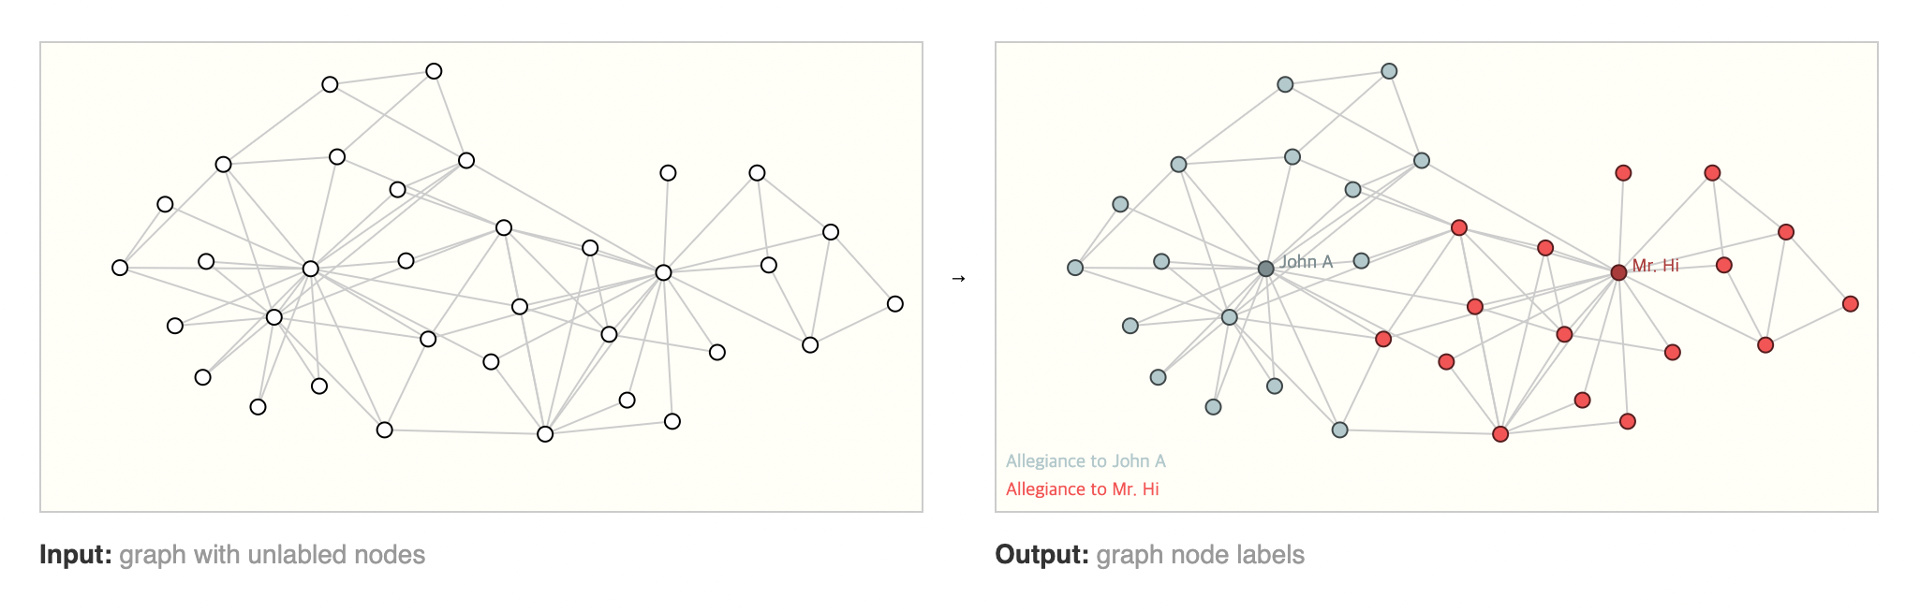 John A
Mr. Hi
Allegiance to John A
Allegiance to Mr. Hi
→
Input: graph with unlabled nodes
Output: graph node labels